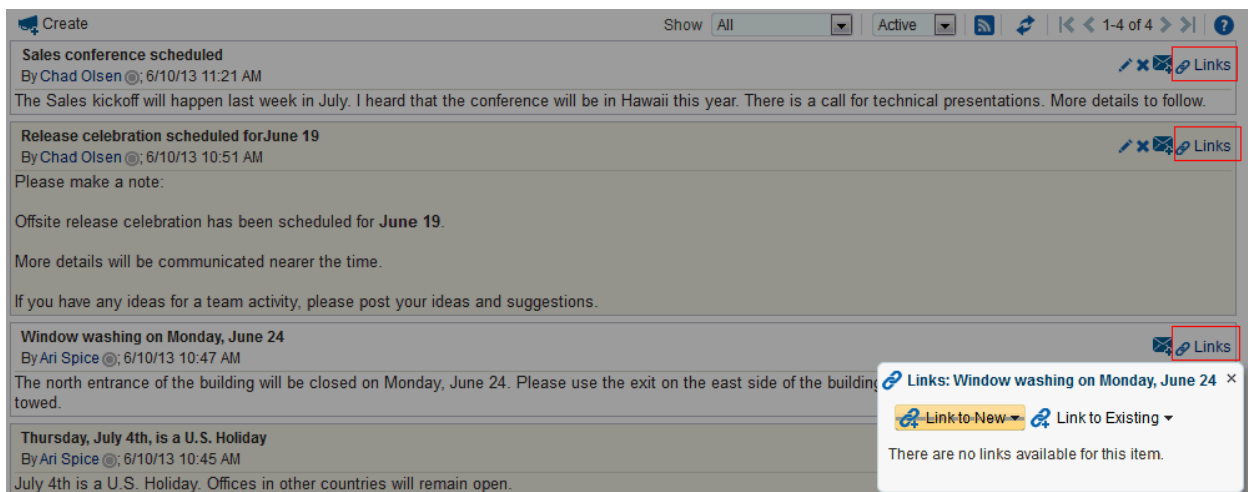 Create Show All Active 1-4 of 4
Sales conference scheduled
By Chad Olsen ; 6/10/13 11:21 AM Links
The Sales kickoff will happen last week in July. I heard that the conference will be in Hawaii this year. There is a call for technical presentations. More details to follow.
Release celebration scheduled forJune 19
By Chad Olsen ; 6/10/13 10:51 AM Links
Please make a note:
Offsite release celebration has been scheduled for June 19.
More details will be communicated nearer the time.
If you have any ideas for a team activity, please post your ideas and suggestions.
Window washing on Monday, June 24
By Ari Spice ; 6/10/13 10:47 AM Links
The north entrance of the building will be closed on Monday, June 24. Please use the exit on the east side of the building
towed.
Links: Window washing on Monday, June 24
Link to New Link to Existing
There are no links available for this item.
Thursday, July 4th, is a U.S. Holiday
By Ari Spice ; 6/10/13 10:45 AM
July 4th is a U.S. Holiday. Offices in other countries will remain open.